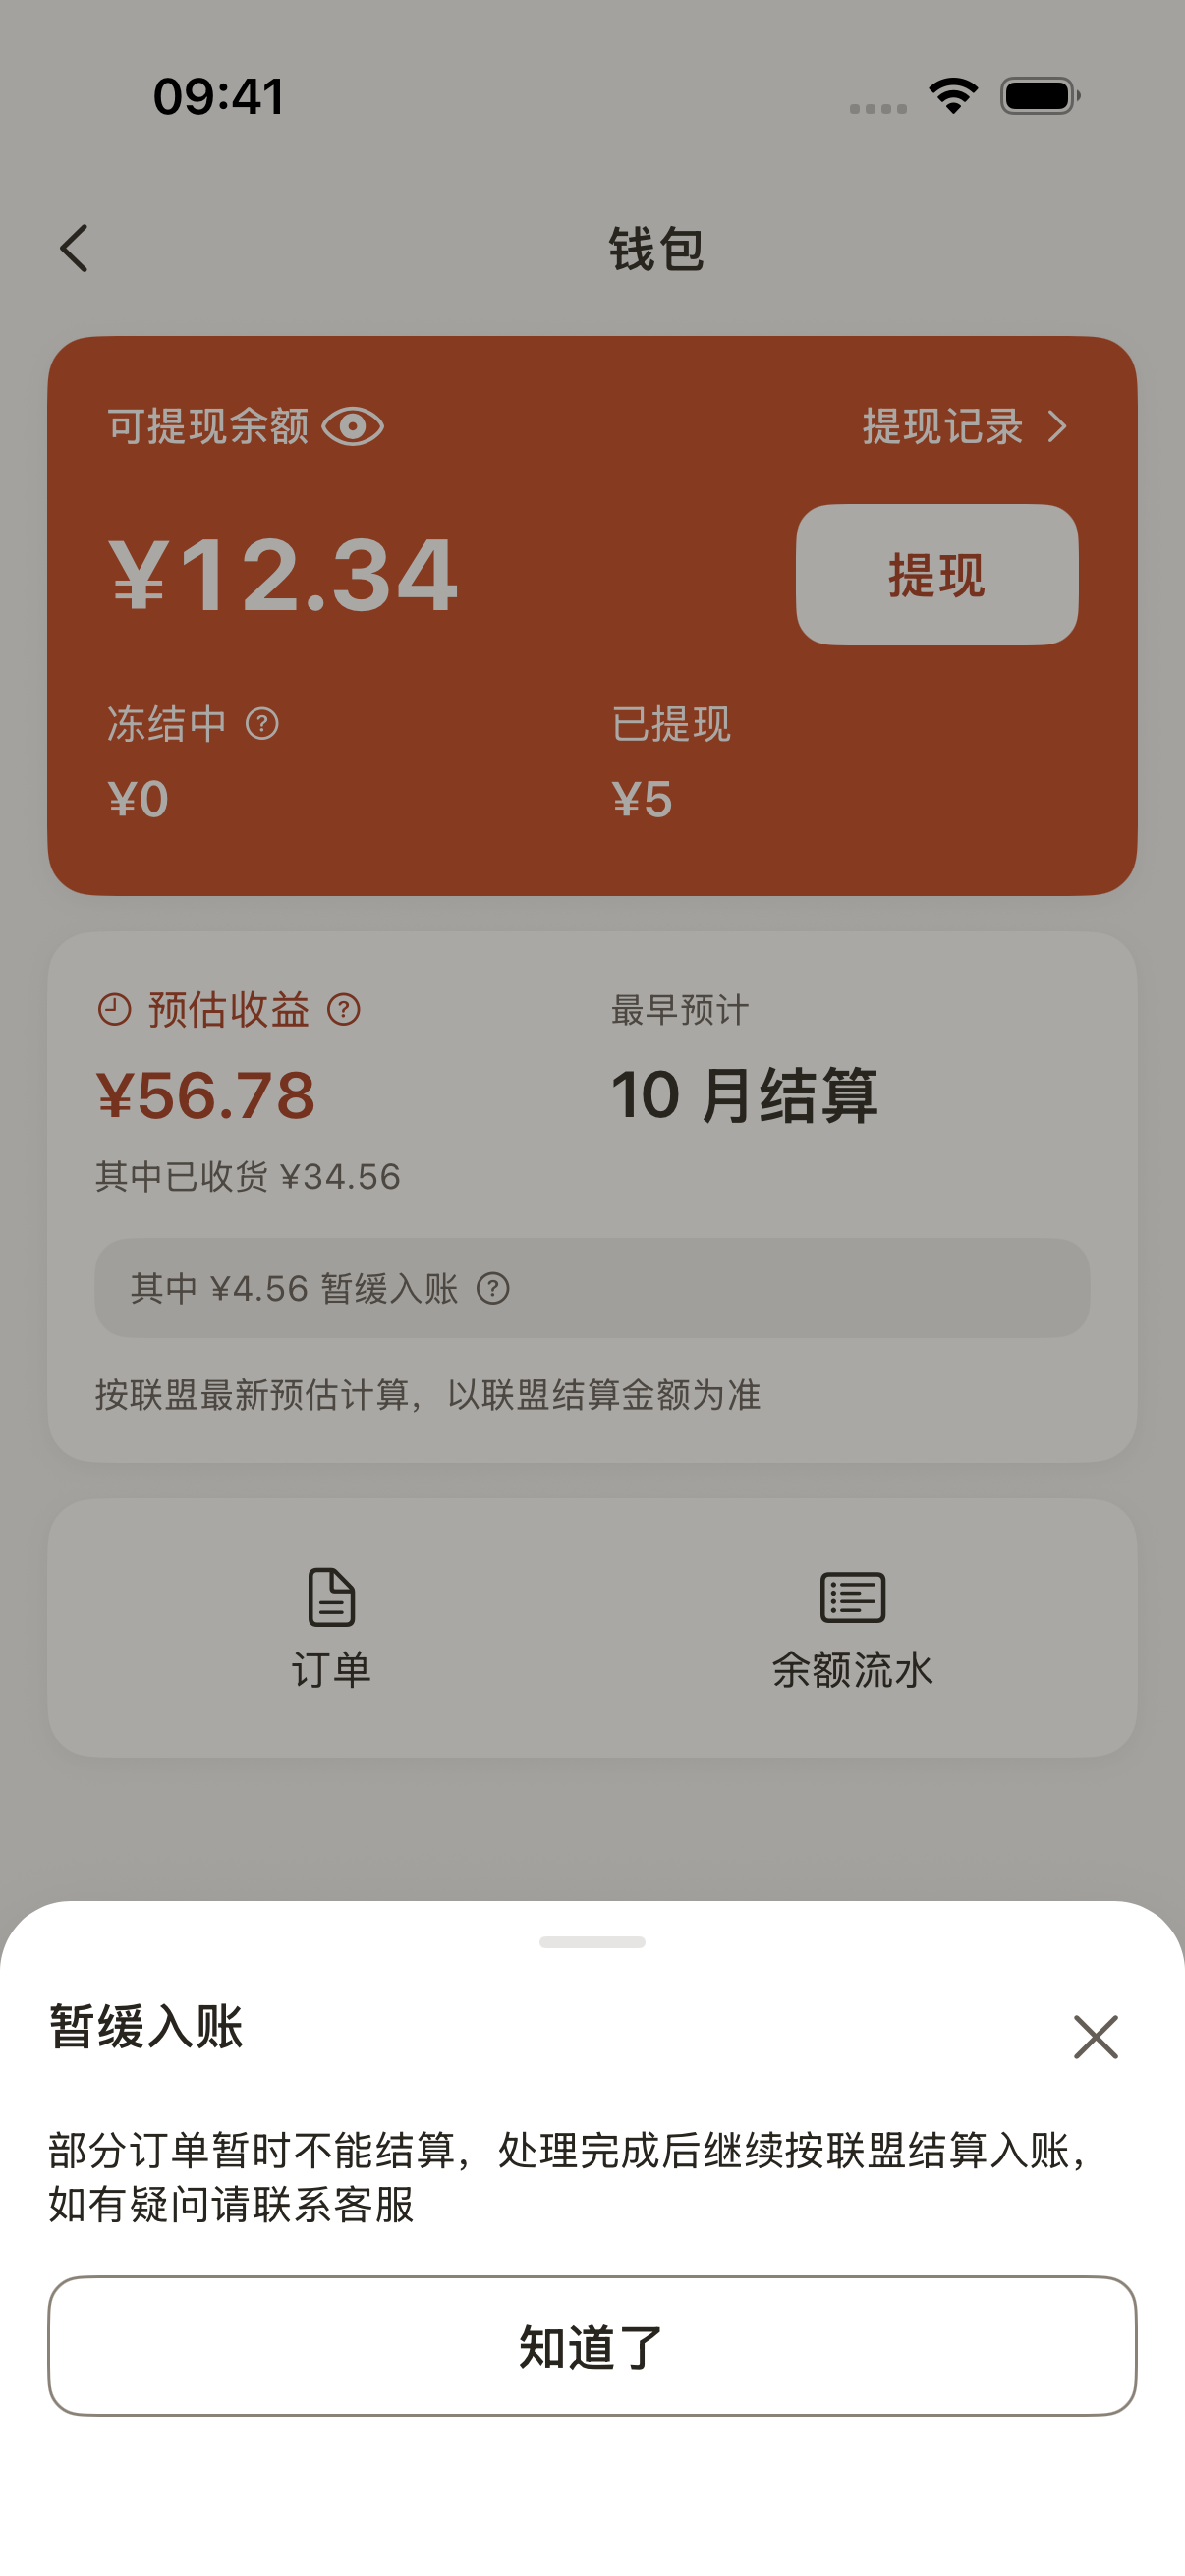 09:41
钱包
可提现余额
提现记录
¥12.34
提现
冻结中 ?
已提现
¥0
¥5
预估收益 ?
最早预计
¥56.78
10 月结算
其中已收货 ¥34.56
其中 ¥4.56 暂缓入账 ?
按联盟最新预估计算，以联盟结算金额为准
订单
余额流水
暂缓入账
部分订单暂时不能结算，处理完成后继续按联盟结算入账，
如有疑问请联系客服
知道了